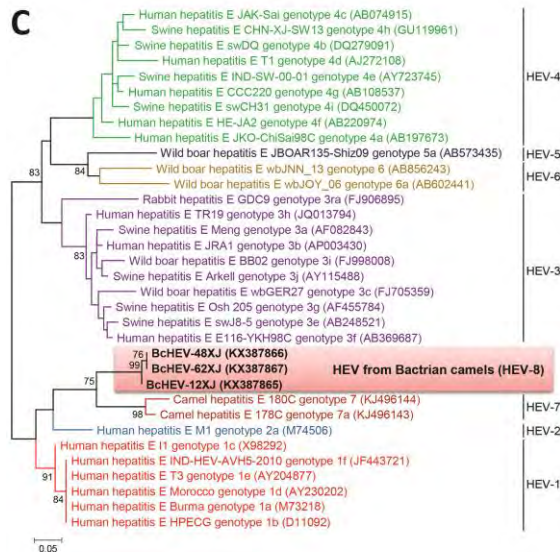 C
Human hepatitis E JAK-Sai genotype 4c (AB074915)
Swine hepatitis E CHN-XJ-SW13 genotype 4h (GU119961)
Swine hepatitis E swDQ genotype 4b (DQ279091)
Human hepatitis E T1 genotype 4d (AJ272108)
Swine hepatitis E IND-SW-00-01 genotype 4e (AY723745)
Human hepatitis E CCC220 genotype 4g (AB108537)
Swine hepatitis E swCH31 genotype 4i (DQ450072)
Human hepatitis E HE-JA2 genotype 4f (AB220974)
Human hepatitis E JKO-ChiSai98C genotype 4a (AB197673)
HEV-4
Wild boar hepatitis E JBOAR135-Shiz09 genotype 5a (AB573435)
HEV-5
83
84
Wild boar hepatitis E wbJNN_13 genotype 6 (AB856243)
Wild boar hepatitis E wbJOY_06 genotype 6a (AB602441)
HEV-6
Rabbit hepatitis E GDC9 genotype 3ra (FJ906895)
Human hepatitis E TR19 genotype 3h (JQ013794)
Swine hepatitis E Meng genotype 3a (AF082843)
83
Human hepatitis E JRA1 genotype 3b (AP003430)
Wild boar hepatitis E BB02 genotype 3i (FJ998008)
Swine hepatitis E Arkell genotype 3j (AY115488)
Wild boar hepatitis E wbGER27 genotype 3c (FJ705359)
Swine hepatitis E Osh 205 genotype 3g (AF455784)
Swine hepatitis E swJ8-5 genotype 3e (AB248521)
Human hepatitis E E116-YKH98C genotype 3f (AB369687)
HEV-3
76
BcHEV-48XJ (KX387866)
99
BcHEV-62XJ (KX387867)
BcHEV-12XJ (KX387865)
HEV from Bactrian camels (HEV-8)
75
98
Camel hepatitis E 180C genotype 7 (KJ496144)
Camel hepatitis E 178C genotype 7a (KJ496143)
HEV-7
Human hepatitis E M1 genotype 2a (M74506)
HEV-2
Human hepatitis E I1 genotype 1c (X98292)
Human hepatitis E IND-HEV-AVH5-2010 genotype 1f (JF443721)
91
Human hepatitis E T3 genotype 1e (AY204877)
84
Human hepatitis E Morocco genotype 1d (AY230202)
Human hepatitis E Burma genotype 1a (M73218)
Human hepatitis E HPECG genotype 1b (D11092)
HEV-1
0.05